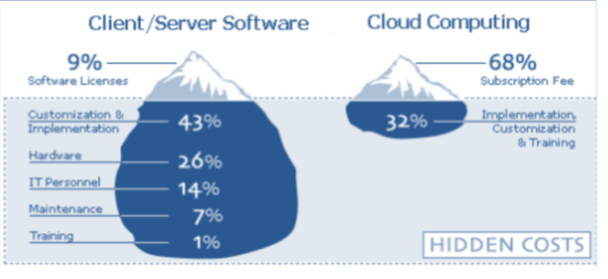 Client/Server Software
Cloud Computing
9%
Software Licenses
68%
Subscription Fee
Customization &
Implementation
43%
Hardware
26%
IT Personnel
14%
Maintenance
7%
Training
1%
32%
Implementation,
Customization
& Training
HIDDEN COSTS